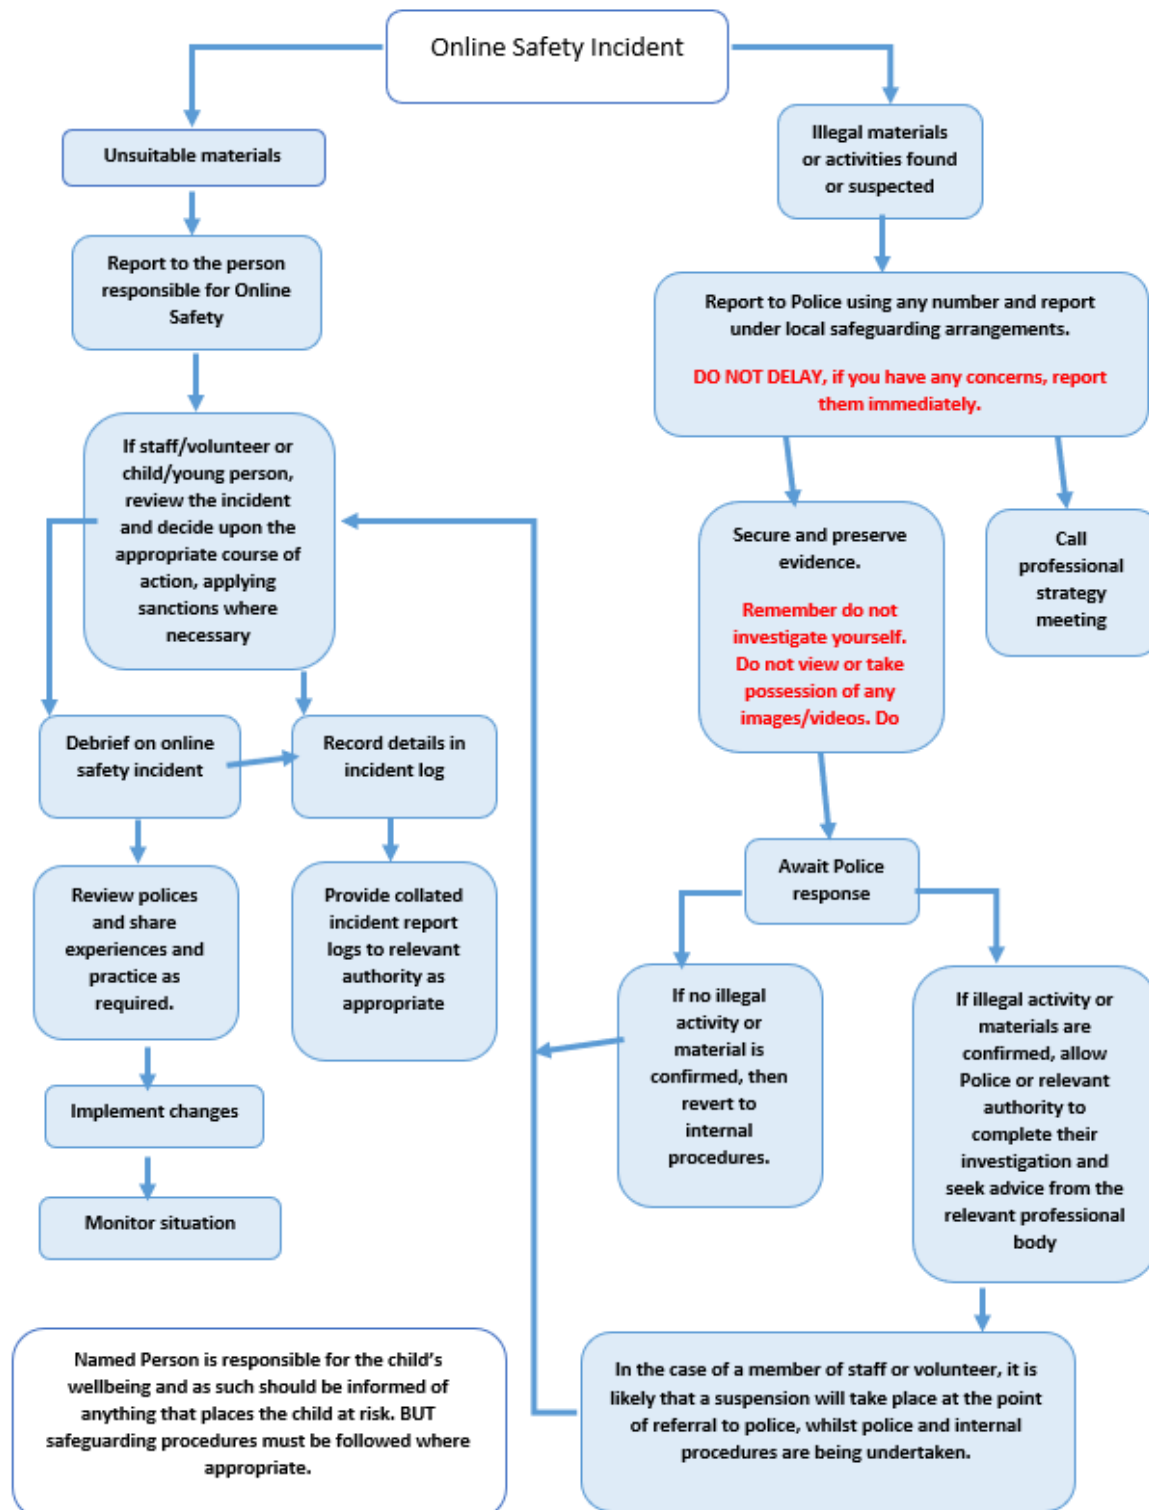 Online Safety Incident
Unsuitable materials
Report to the person
responsible for Online
Safety
If staff/volunteer or
child/young person,
review the incident
and decide upon the
appropriate course of
action, applying
sanctions where
necessary
Debrief on online
safety incident
Record details in
incident log
Review polices
and share
experiences and
practice as
required.
Provide collated
incident report
logs to relevant
authority as
appropriate
Implement changes
Monitor situation
Illegal materials
or activities found
or suspected
Report to Police using any number and report
under local safeguarding arrangements.
DO NOT DELAY, if you have any concerns, report
them immediately.
Secure and preserve
evidence.
Remember do not
investigate yourself.
Do not view or take
possession of any
images/videos. Do
Call
professional
strategy
meeting
Await Police
response
If no illegal
activity or
material is
confirmed, then
revert to
internal
procedures.
If illegal activity or
materials are
confirmed, allow
Police or relevant
authority to
complete their
investigation and
seek advice from the
relevant professional
body
Named Person is responsible for the child’s
wellbeing and as such should be informed of
anything that places the child at risk. BUT
safeguarding procedures must be followed where
appropriate.
In the case of a member of staff or volunteer, it is
likely that a suspension will take place at the point
of referral to police, whilst police and internal
procedures are being undertaken.